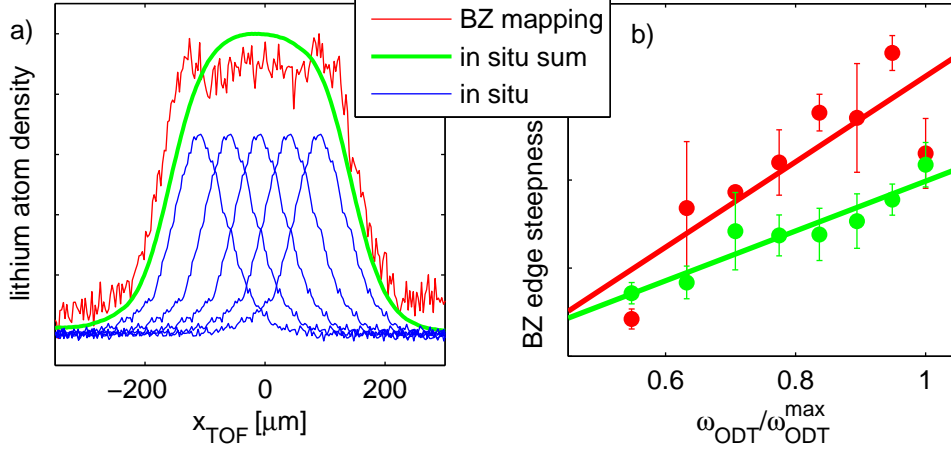 a)
BZ mapping
in situ sum
in situ
b)
lithium atom density
BZ edge steepness
−200
0
200
0.6
0.8
1
x_TOF [μm]
ω_ODT/ω_ODT^max